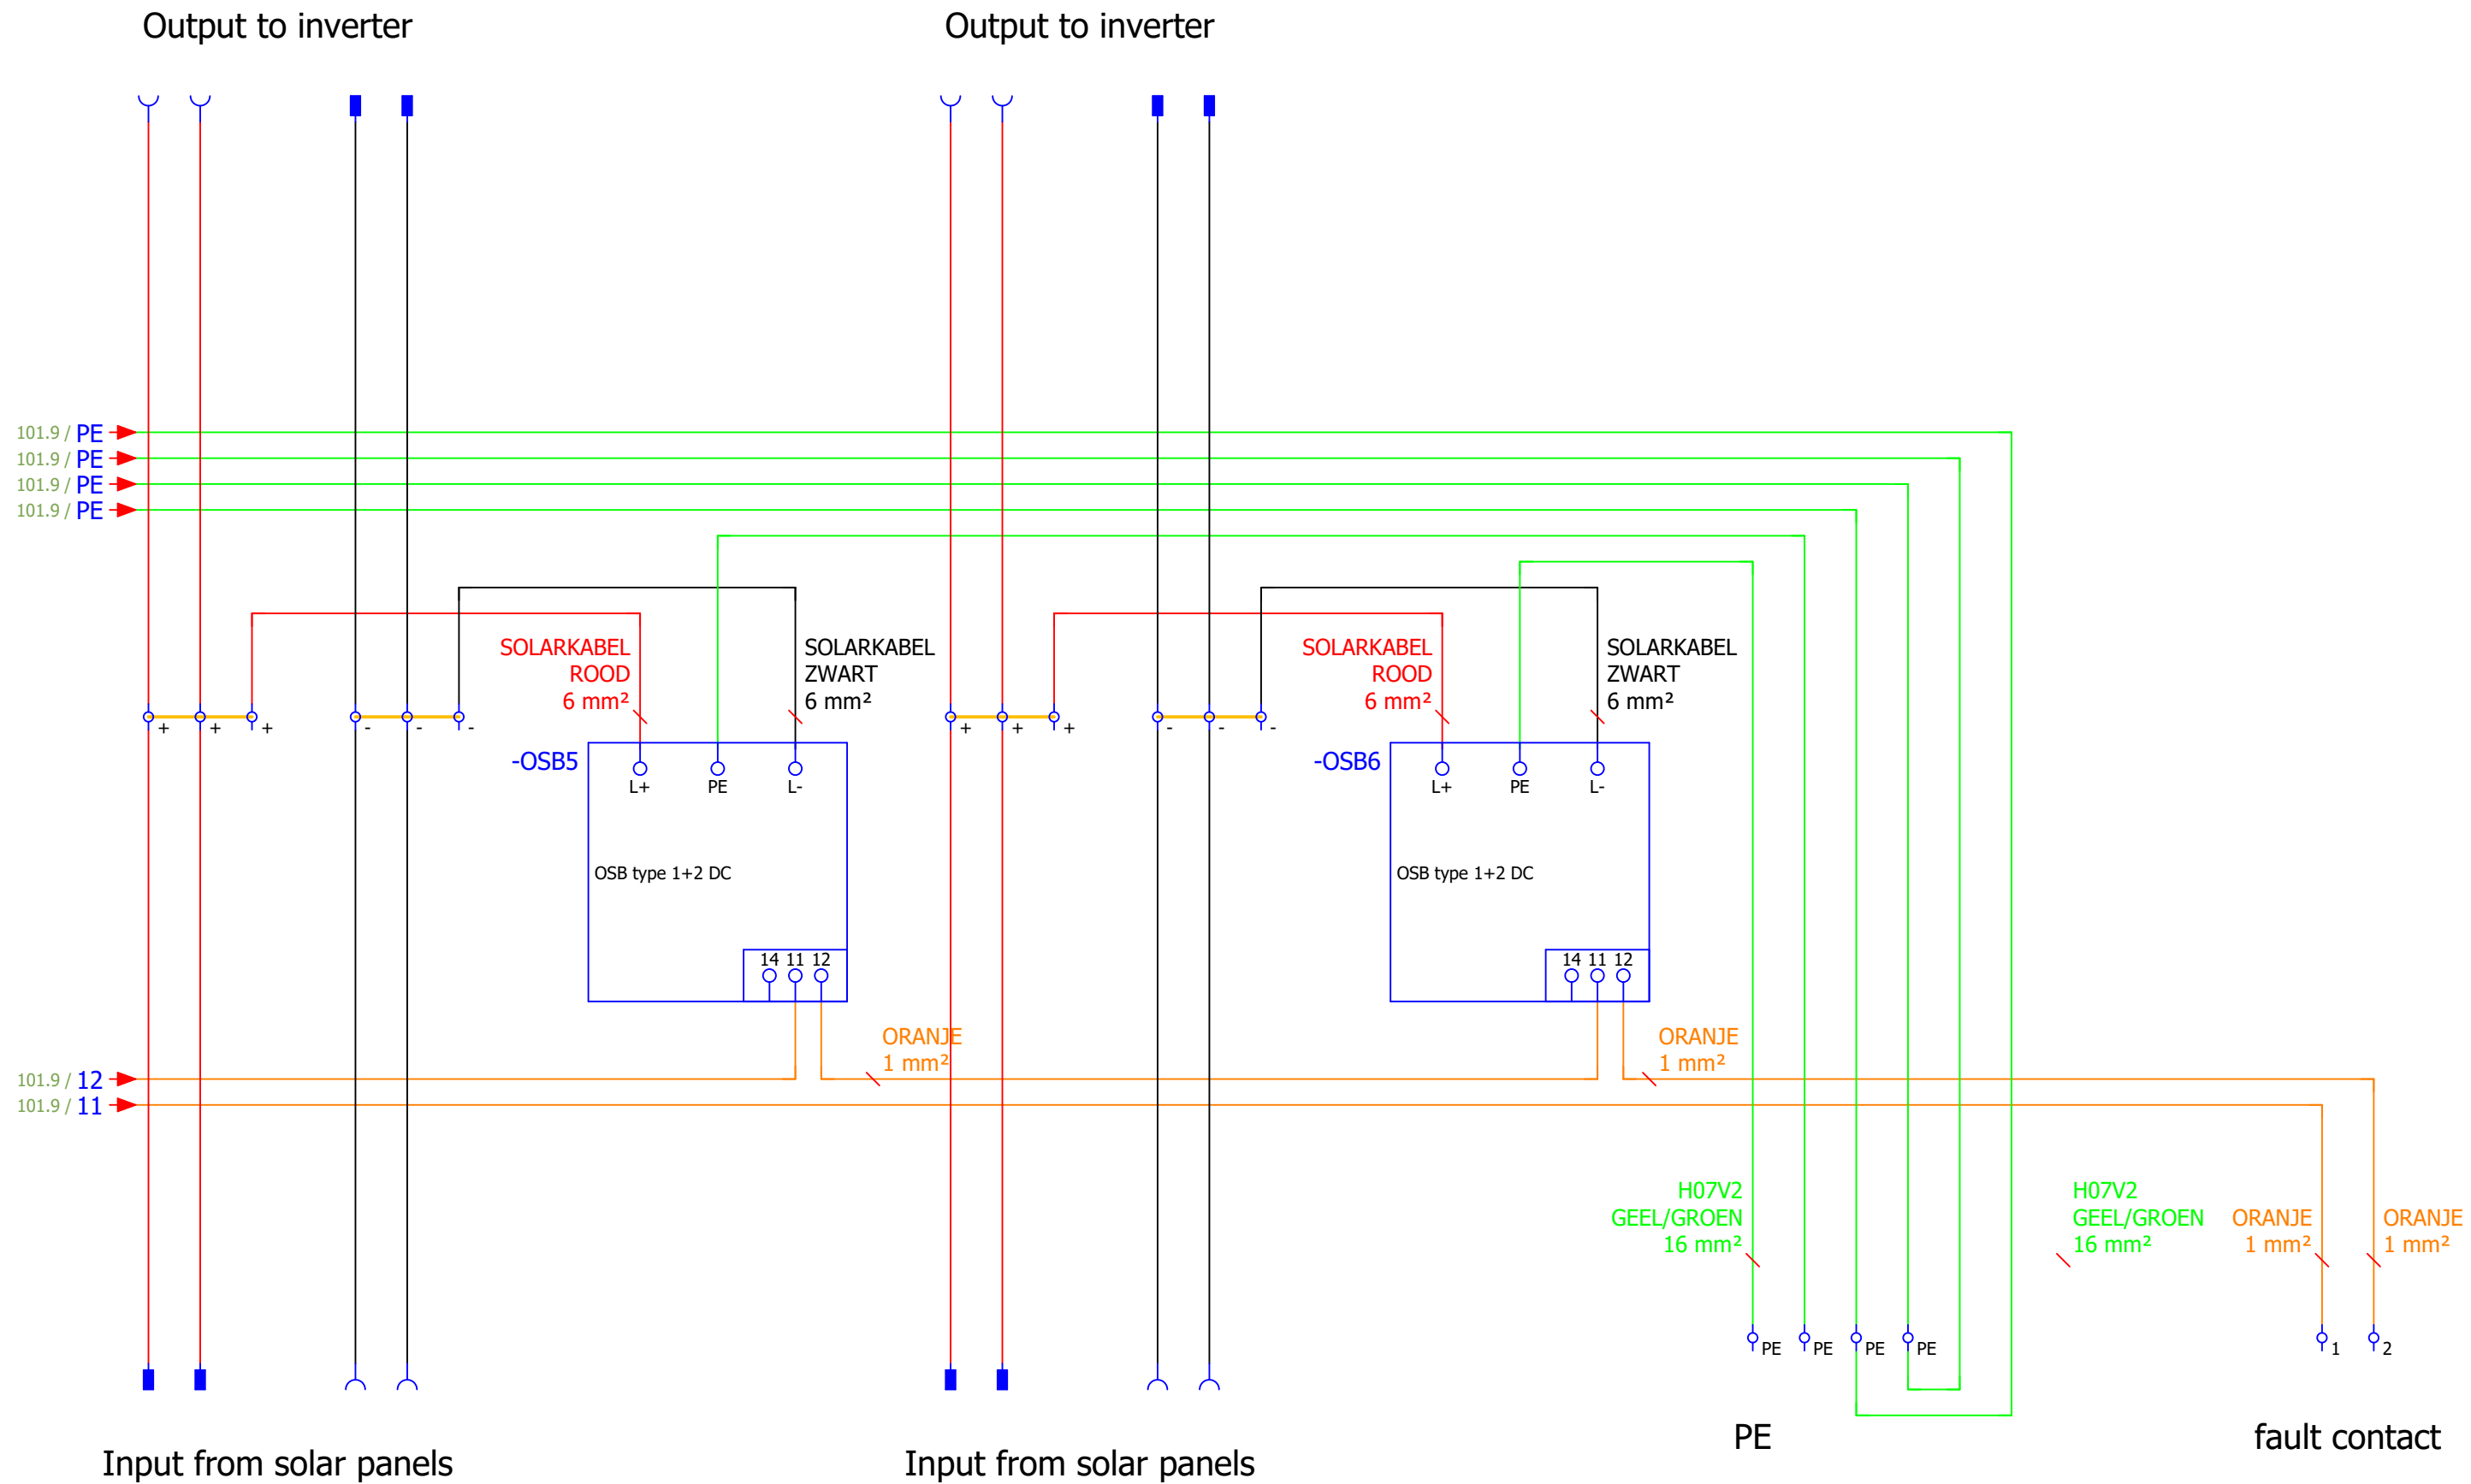 Output to inverter
Output to inverter
101.9 / PE
101.9 / PE
101.9 / PE
101.9 / PE
SOLARKABEL
ROOD
6 mm²
SOLARKABEL
ZWART
6 mm²
SOLARKABEL
ROOD
6 mm²
SOLARKABEL
ZWART
6 mm²
+ + + - - -
+ + + - - -
-OSB5
L+ PE L-
-OSB6
L+ PE L-
OSB type 1+2 DC
OSB type 1+2 DC
14 11 12
14 11 12
ORANJE
1 mm²
ORANJE
1 mm²
101.9 / 12
101.9 / 11
H07V2
GEEL/GROEN
16 mm²
H07V2
GEEL/GROEN
16 mm²
ORANJE
1 mm²
ORANJE
1 mm²
PE PE PE PE
1 2
PE
fault contact
Input from solar panels
Input from solar panels